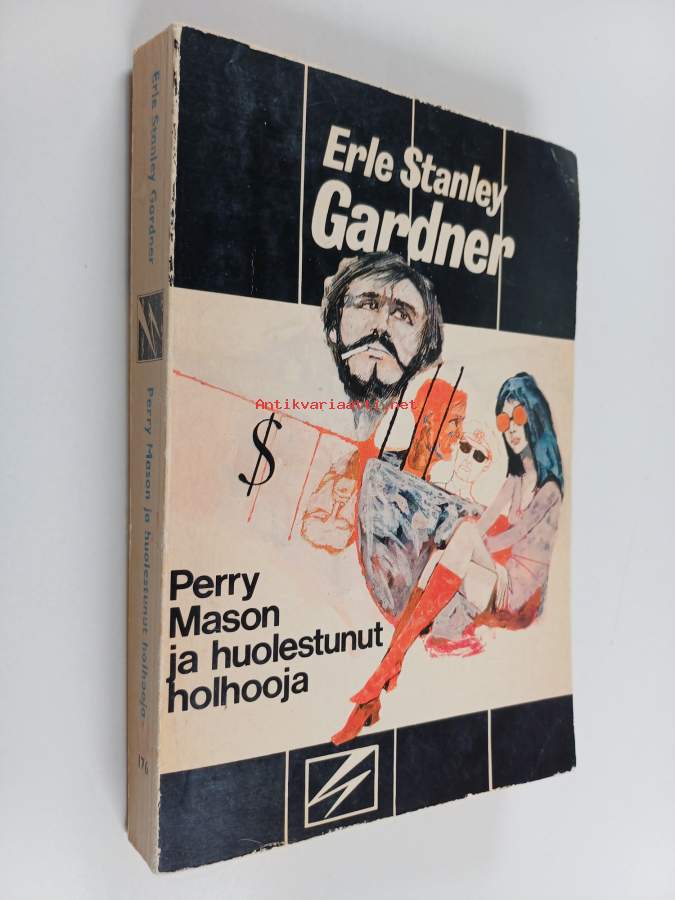 Erle Stanley
Gardner
$
Perry
Mason
ja huolestunut
holhooja
Erle Stanley Gardner
Perry Mason ja huolestunut holhooja
176
Antikvariaatti.net